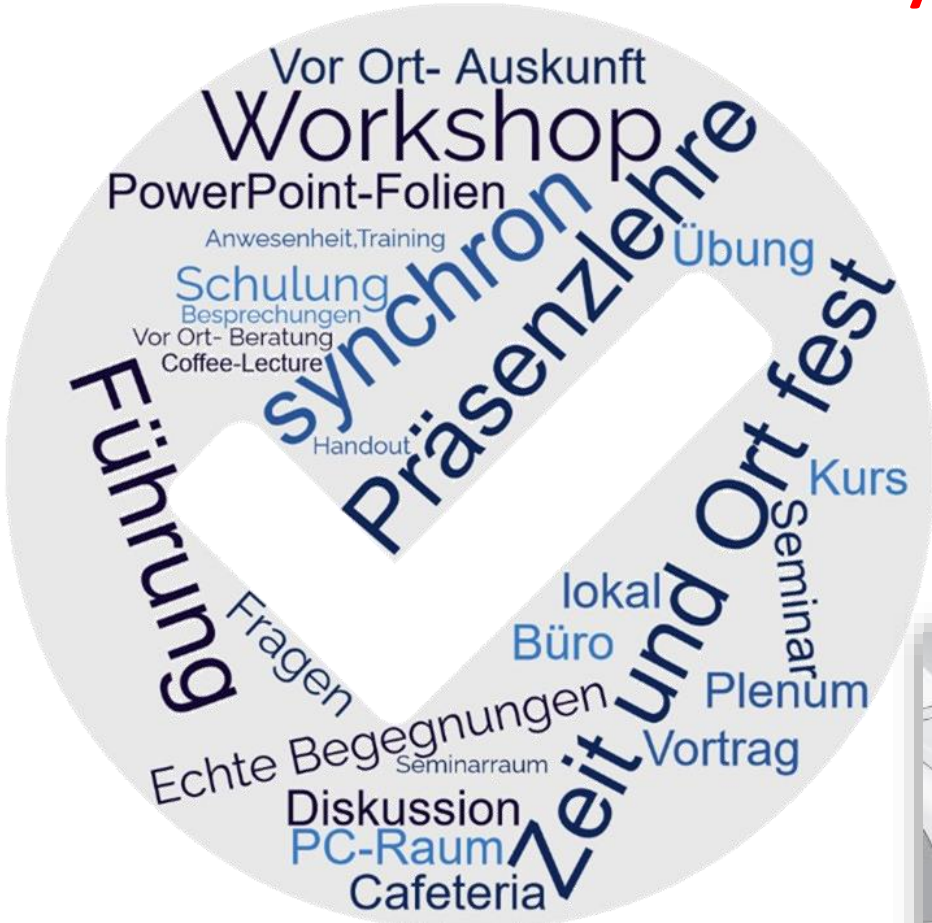 Vor Ort- Auskunft
Workshop
PowerPoint-Folien
Anwesenheit,Training
synchron
Präsenzlehre
Übung
Schulung
Besprechungen
Vor Ort- Beratung
Coffee-Lecture
Handout
Führung
Zeit und Ort fest
Kurs
Seminar
Fragen
lokal
Büro
Plenum
Echte Begegnungen
Vortrag
Seminarraum
Diskussion
PC-Raum
Cafeteria